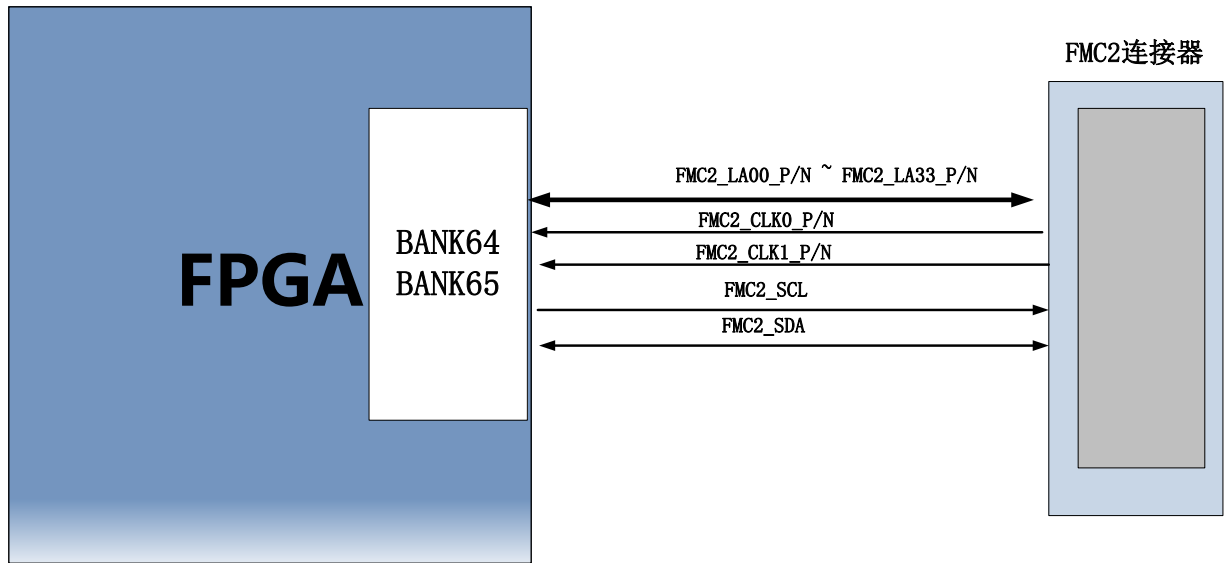 FMC2连接器
FMC2_LA00_P/N ~ FMC2_LA33_P/N
FMC2_CLK0_P/N
FMC2_CLK1_P/N
FMC2_SCL
FMC2_SDA
BANK64
BANK65
FPGA